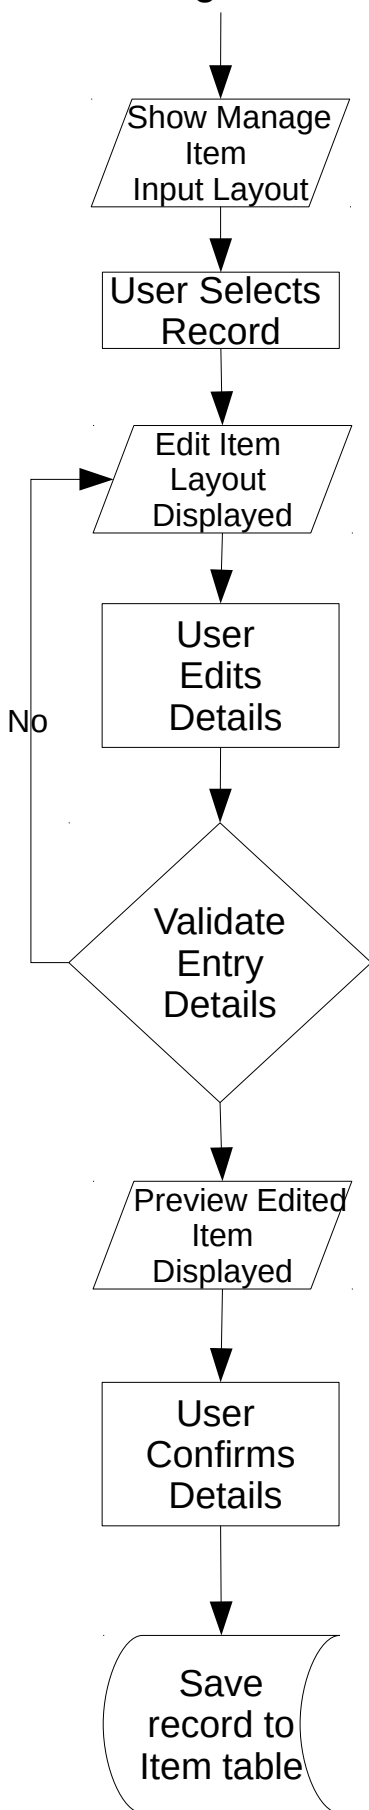 Show Manage
Item
Input Layout
User Selects
Record
Edit Item
Layout
Displayed
User
Edits
Details
No
Validate
Entry
Details
Preview Edited
Item
Displayed
User
Confirms
Details
Save
record to
Item table